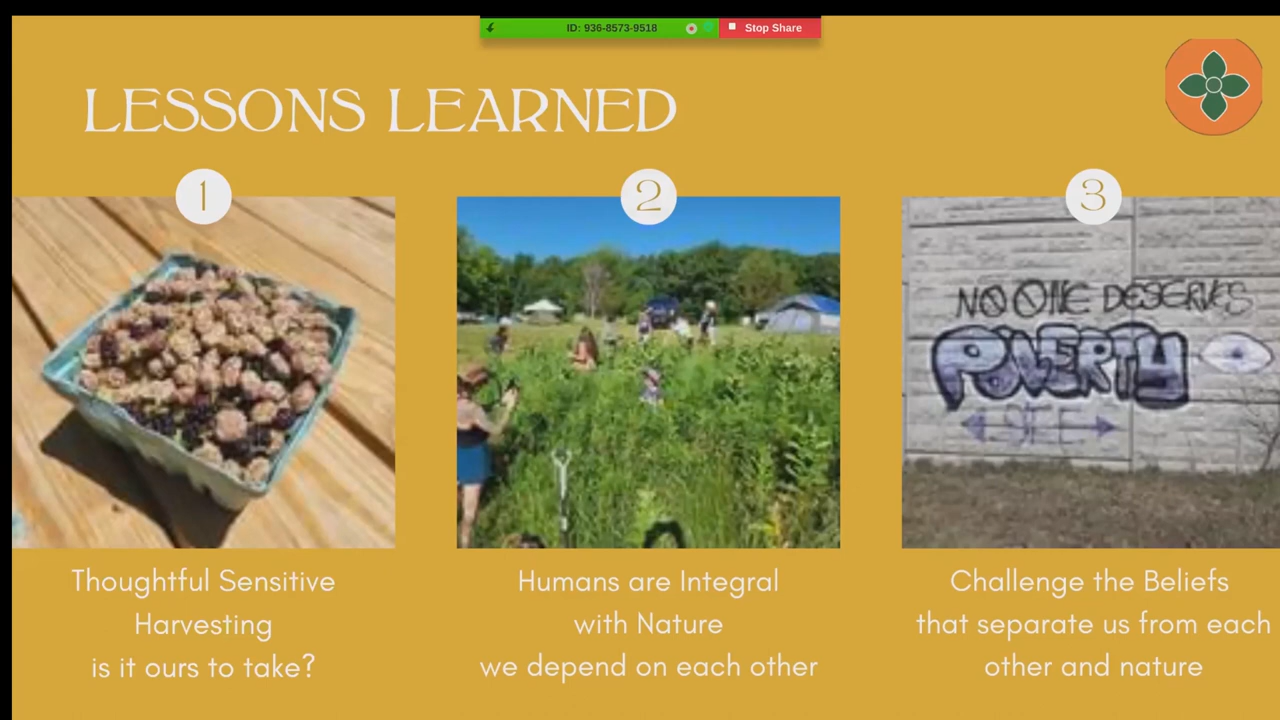 ID: 936-8573-9518
Stop Share
LESSONS LEARNED
1
2
3
NO ONE DESERVES
POVERTY
Thoughtful Sensitive
Harvesting
is it ours to take?
Humans are Integral
with Nature
we depend on each other
Challenge the Beliefs
that separate us from each
other and nature